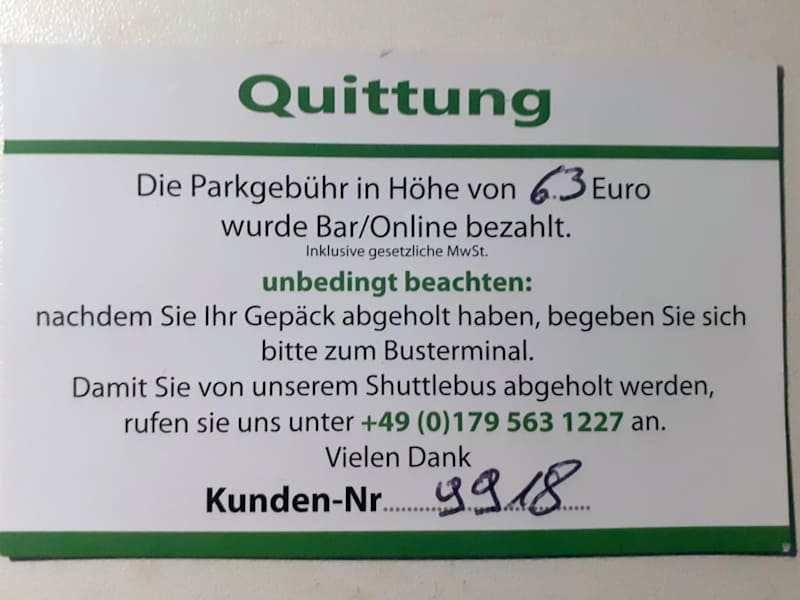 Quittung
Die Parkgebühr in Höhe von 63 Euro
wurde Bar/Online bezahlt.
Inklusive gesetzliche MwSt.
unbedingt beachten:
nachdem Sie Ihr Gepäck abgeholt haben, begeben Sie sich
bitte zum Busterminal.
Damit Sie von unserem Shuttlebus abgeholt werden,
rufen sie uns unter +49 (0)179 563 1227 an.
Vielen Dank
Kunden-Nr. 9918